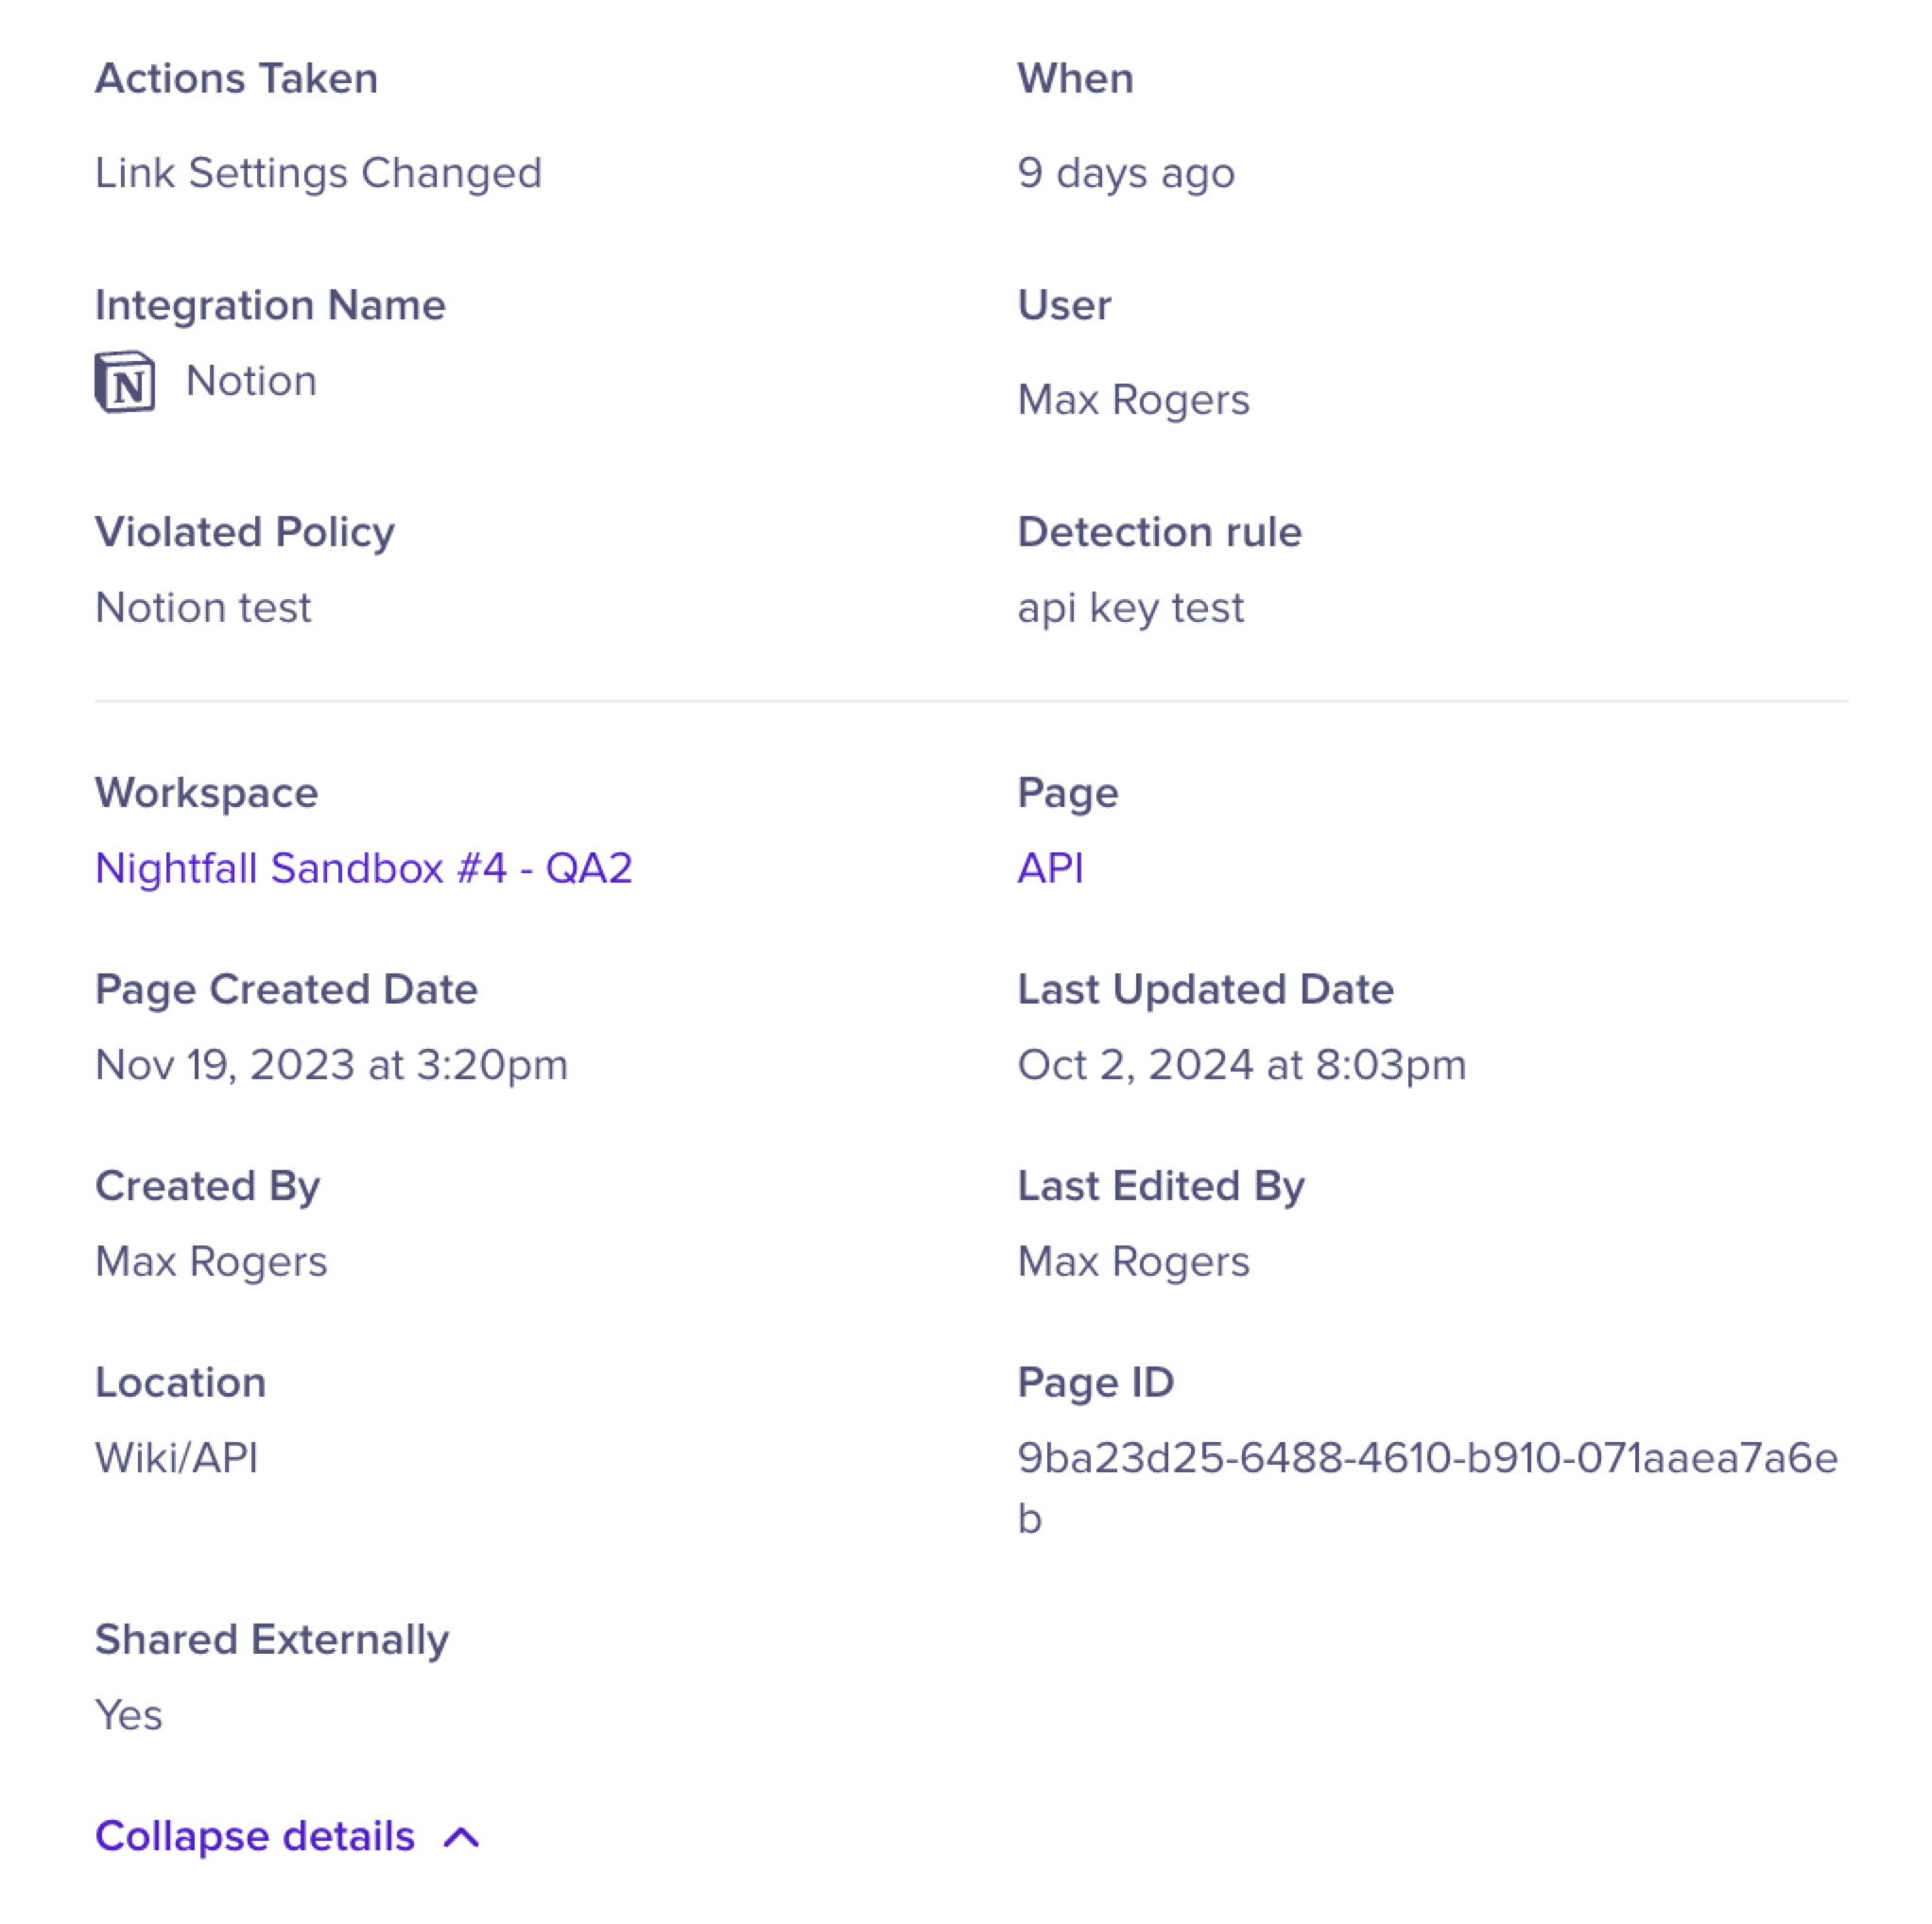 Actions Taken
When
Link Settings Changed
9 days ago
Integration Name
User
N Notion
Max Rogers
Violated Policy
Detection rule
Notion test
api key test
Workspace
Page
Nightfall Sandbox #4 - QA2
API
Page Created Date
Last Updated Date
Nov 19, 2023 at 3:20pm
Oct 2, 2024 at 8:03pm
Created By
Last Edited By
Max Rogers
Max Rogers
Location
Page ID
Wiki/API
9ba23d25-6488-4610-b910-071aaea7a6e
b
Shared Externally
Yes
Collapse details